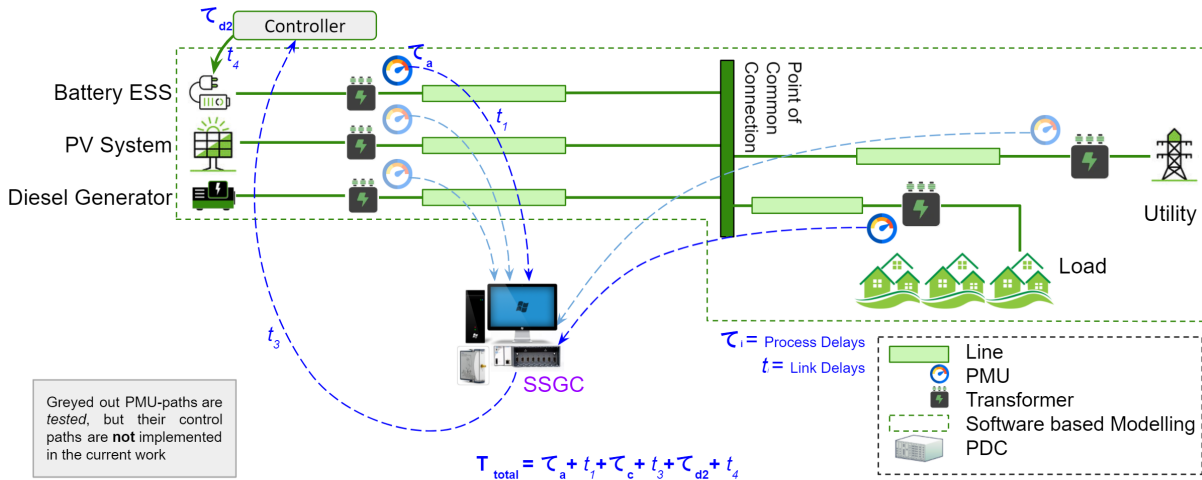 τd2
Controller
t4
τa
Battery ESS
t1
PV System
Diesel Generator
Point of
Common
Connection
Utility
Load
t3
SSGC
τi = Process Delays
ti = Link Delays
Line
PMU
Transformer
Software based Modelling
PDC
Greyed out PMU-paths are
tested, but their control
paths are not implemented
in the current work
Ttotal = τa + t1 + τc + t3 + τd2 + t4